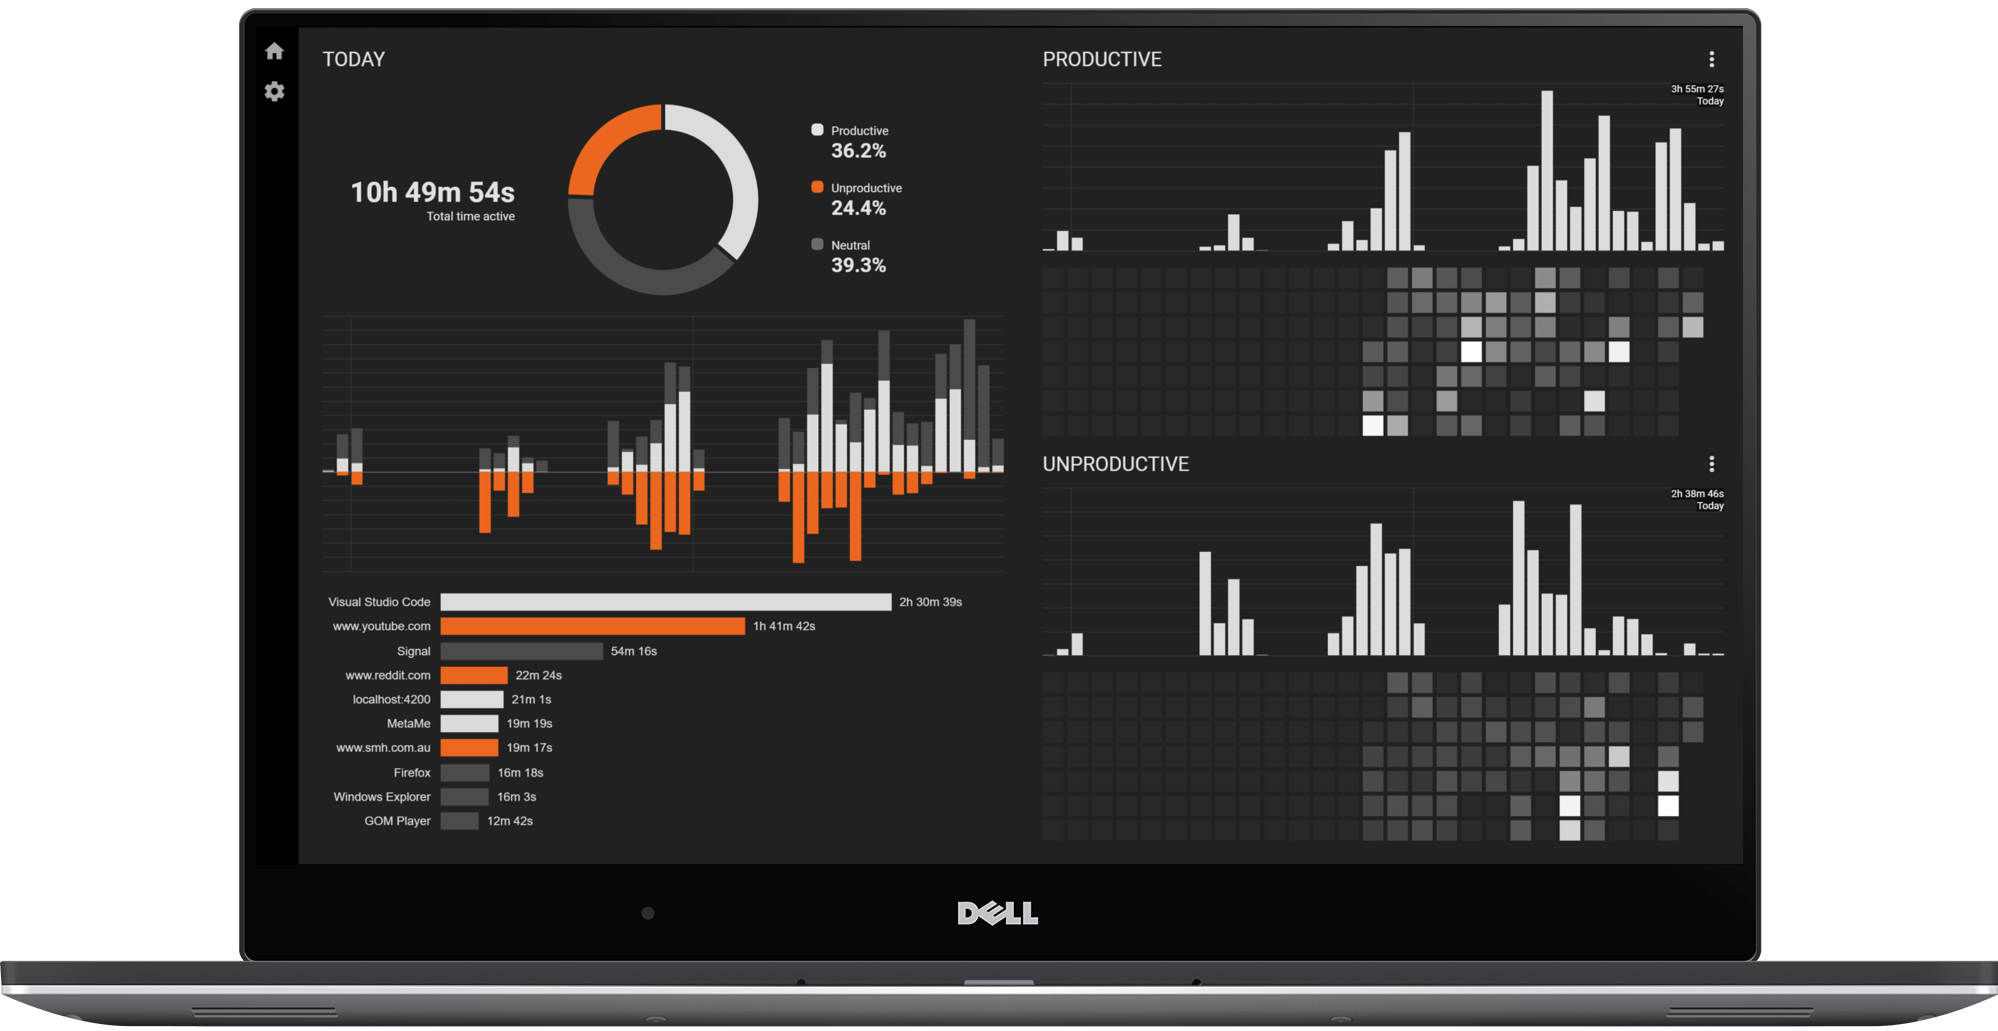 TODAY
10h 49m 54s
Total time active
Productive
36.2%
Unproductive
24.4%
Neutral
39.3%
Visual Studio Code 2h 30m 39s
www.youtube.com 1h 41m 42s
Signal 54m 16s
www.reddit.com 22m 24s
localhost:4200 21m 1s
MetaMe 19m 19s
www.smh.com.au 19m 17s
Firefox 16m 18s
Windows Explorer 16m 3s
GOM Player 12m 42s
PRODUCTIVE
3h 55m 27s
Today
UNPRODUCTIVE
2h 38m 46s
Today
DELL